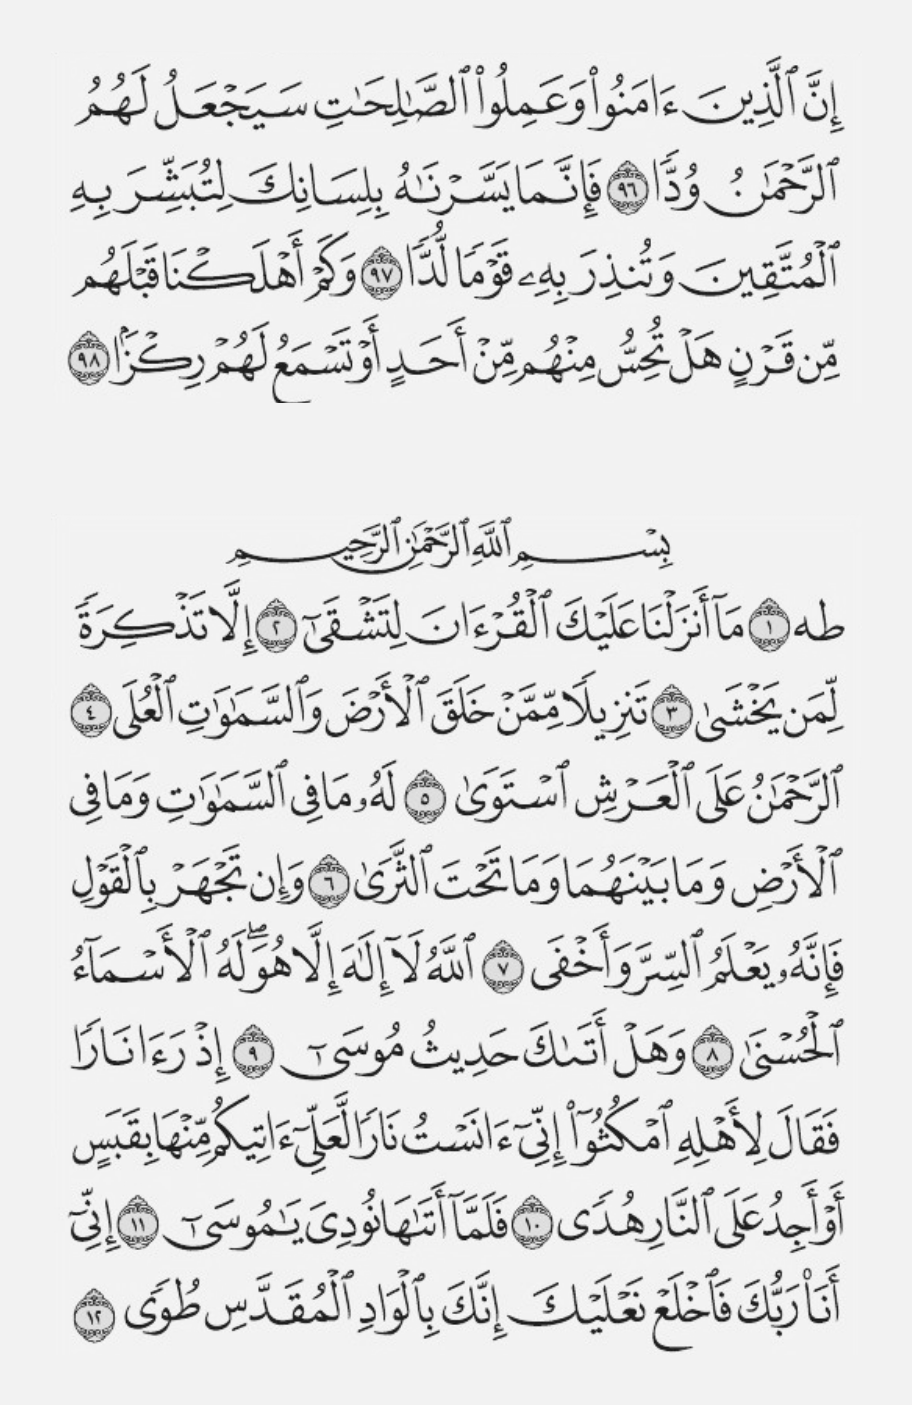 إِنَّ ٱلَّذِينَ ءَامَنُوا۟ وَعَمِلُوا۟ ٱلصَّٰلِحَٰتِ سَيَجْعَلُ لَهُمُ
ٱلرَّحْمَٰنُ وُدًّا ٩٦ فَإِنَّمَا يَسَّرْنَٰهُ بِلِسَانِكَ لِتُبَشِّرَ بِهِ
ٱلْمُتَّقِينَ وَتُنذِرَ بِهِۦ قَوْمًا لُّدًّا ٩٧ وَكَمْ أَهْلَكْنَا قَبْلَهُم
مِّن قَرْنٍ هَلْ تُحِسُّ مِنْهُم مِّنْ أَحَدٍ أَوْ تَسْمَعُ لَهُمْ رِكْزًۢا ٩٨
بِسْمِ ٱللَّهِ ٱلرَّحْمَٰنِ ٱلرَّحِيمِ
طه ١ مَآ أَنزَلْنَا عَلَيْكَ ٱلْقُرْءَانَ لِتَشْقَىٰٓ ٢ إِلَّا تَذْكِرَةً
لِّمَن يَخْشَىٰ ٣ تَنزِيلًا مِّمَّنْ خَلَقَ ٱلْأَرْضَ وَٱلسَّمَٰوَٰتِ ٱلْعُلَى ٤
ٱلرَّحْمَٰنُ عَلَى ٱلْعَرْشِ ٱسْتَوَىٰ ٥ لَهُۥ مَا فِى ٱلسَّمَٰوَٰتِ وَمَا فِى
ٱلْأَرْضِ وَمَا بَيْنَهُمَا وَمَا تَحْتَ ٱلثَّرَىٰ ٦ وَإِن تَجْهَرْ بِٱلْقَوْلِ
فَإِنَّهُۥ يَعْلَمُ ٱلسِّرَّ وَأَخْفَى ٧ ٱللَّهُ لَآ إِلَٰهَ إِلَّا هُوَۖ لَهُ ٱلْأَسْمَآءُ
ٱلْحُسْنَىٰ ٨ وَهَلْ أَتَىٰكَ حَدِيثُ مُوسَىٰٓ ٩ إِذْ رَءَا نَارًا
فَقَالَ لِأَهْلِهِ ٱمْكُثُوٓا۟ إِنِّىٓ ءَانَسْتُ نَارًا لَّعَلِّىٓ ءَاتِيكُم مِّنْهَا بِقَبَسٍ
أَوْ أَجِدُ عَلَى ٱلنَّارِ هُدًى ١٠ فَلَمَّآ أَتَىٰهَا نُودِىَ يَٰمُوسَىٰٓ ١١ إِنِّىٓ
أَنَا۠ رَبُّكَ فَٱخْلَعْ نَعْلَيْكَ إِنَّكَ بِٱلْوَادِ ٱلْمُقَدَّسِ طُوًى ١٢